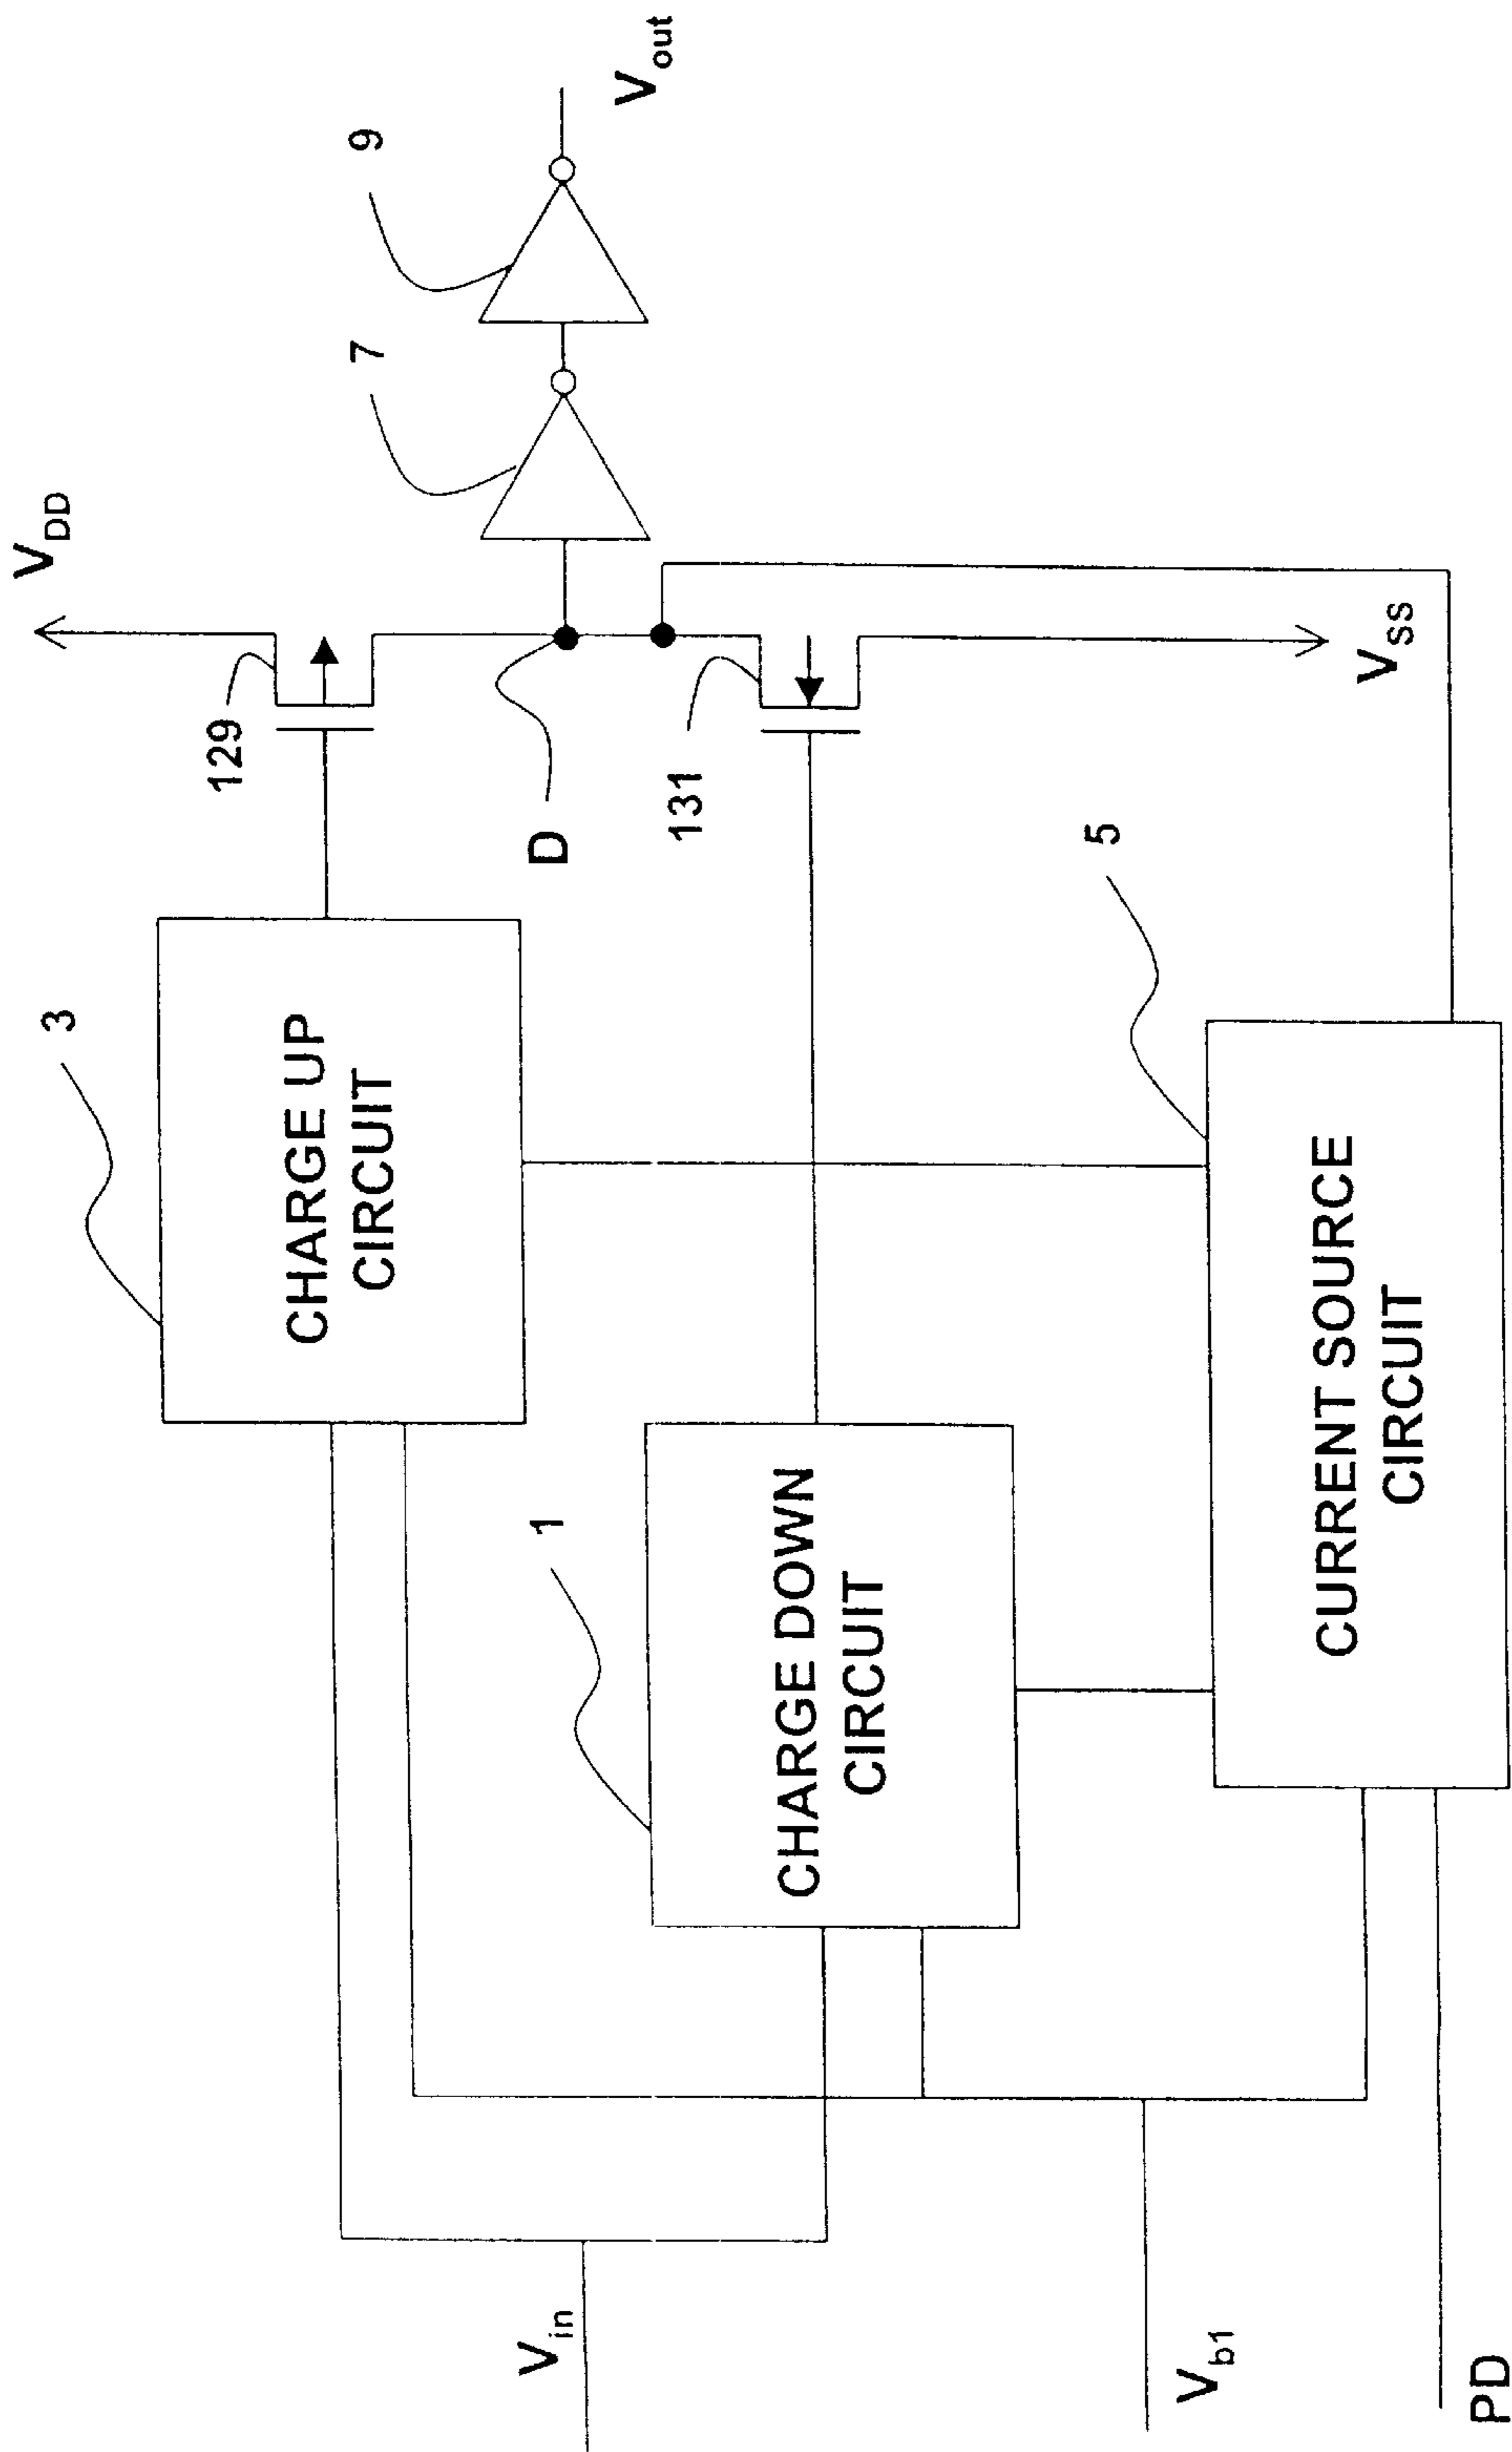 V_DD
9
V_out
7
3
129
CHARGE UP
CIRCUIT
D
131
V_SS
1
5
CHARGE DOWN
CIRCUIT
CURRENT SOURCE
CIRCUIT
V_in
V_b1
PD